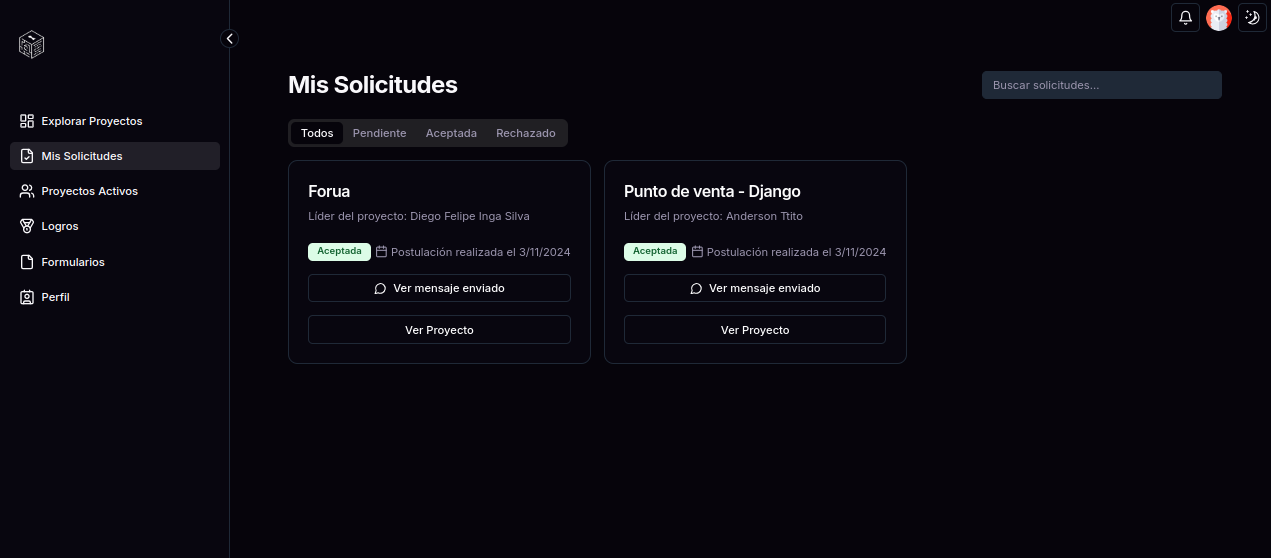 Explorar Proyectos
Mis Solicitudes
Proyectos Activos
Logros
Formularios
Perfil
Mis Solicitudes
Buscar solicitudes...
Todos Pendiente Aceptada Rechazado
Forua
Líder del proyecto: Diego Felipe Inga Silva
Aceptada Postulación realizada el 3/11/2024
Ver mensaje enviado
Ver Proyecto
Punto de venta - Django
Líder del proyecto: Anderson Ttito
Aceptada Postulación realizada el 3/11/2024
Ver mensaje enviado
Ver Proyecto